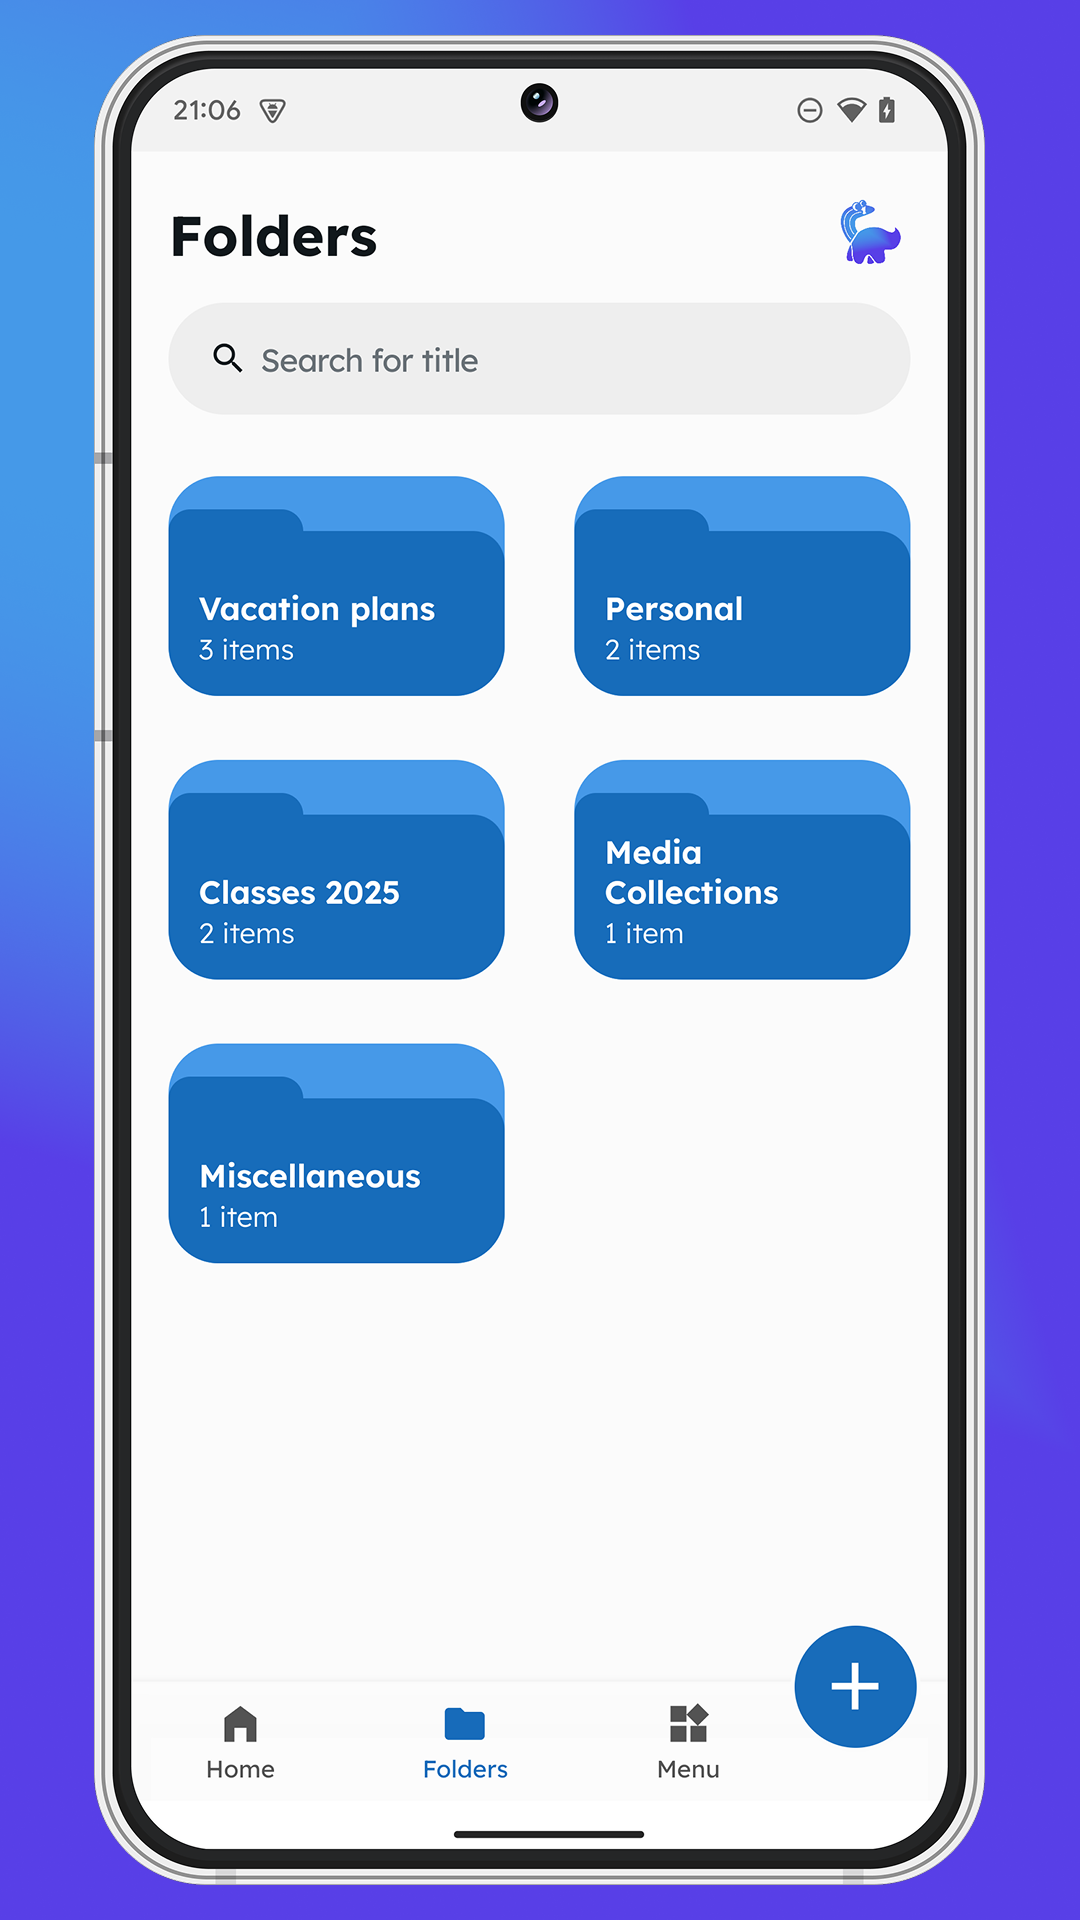 21:06
Folders
Search for title
Vacation plans
3 items
Personal
2 items
Classes 2025
2 items
Media
Collections
1 item
Miscellaneous
1 item
Home
Folders
Menu